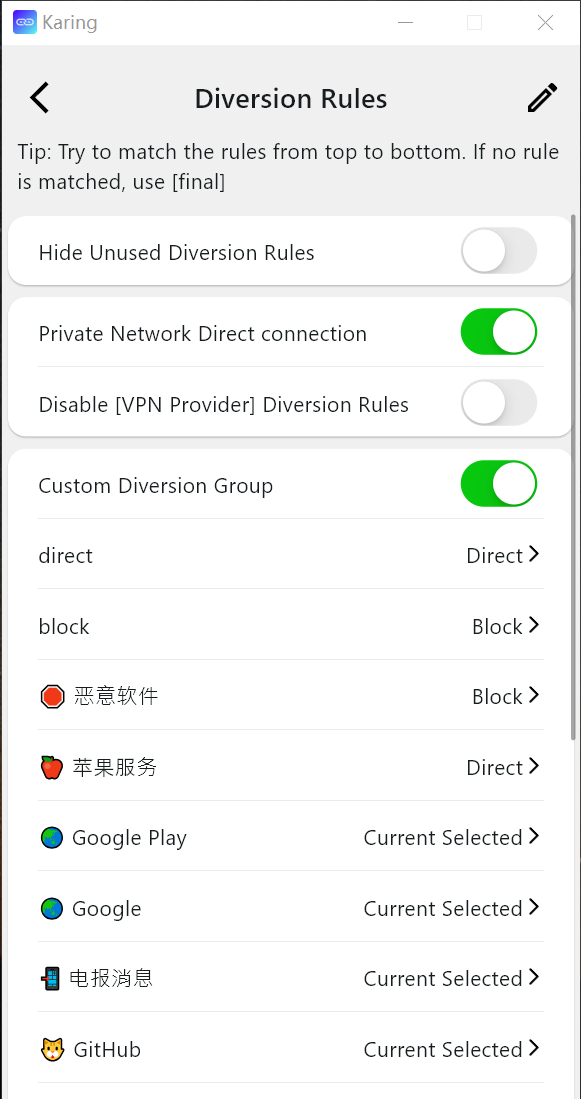 Karing
Diversion Rules
Tip: Try to match the rules from top to bottom. If no rule
is matched, use [final]
Hide Unused Diversion Rules
Private Network Direct connection
Disable [VPN Provider] Diversion Rules
Custom Diversion Group
direct Direct
block Block
恶意软件 Block
苹果服务 Direct
Google Play Current Selected
Google Current Selected
电报消息 Current Selected
GitHub Current Selected